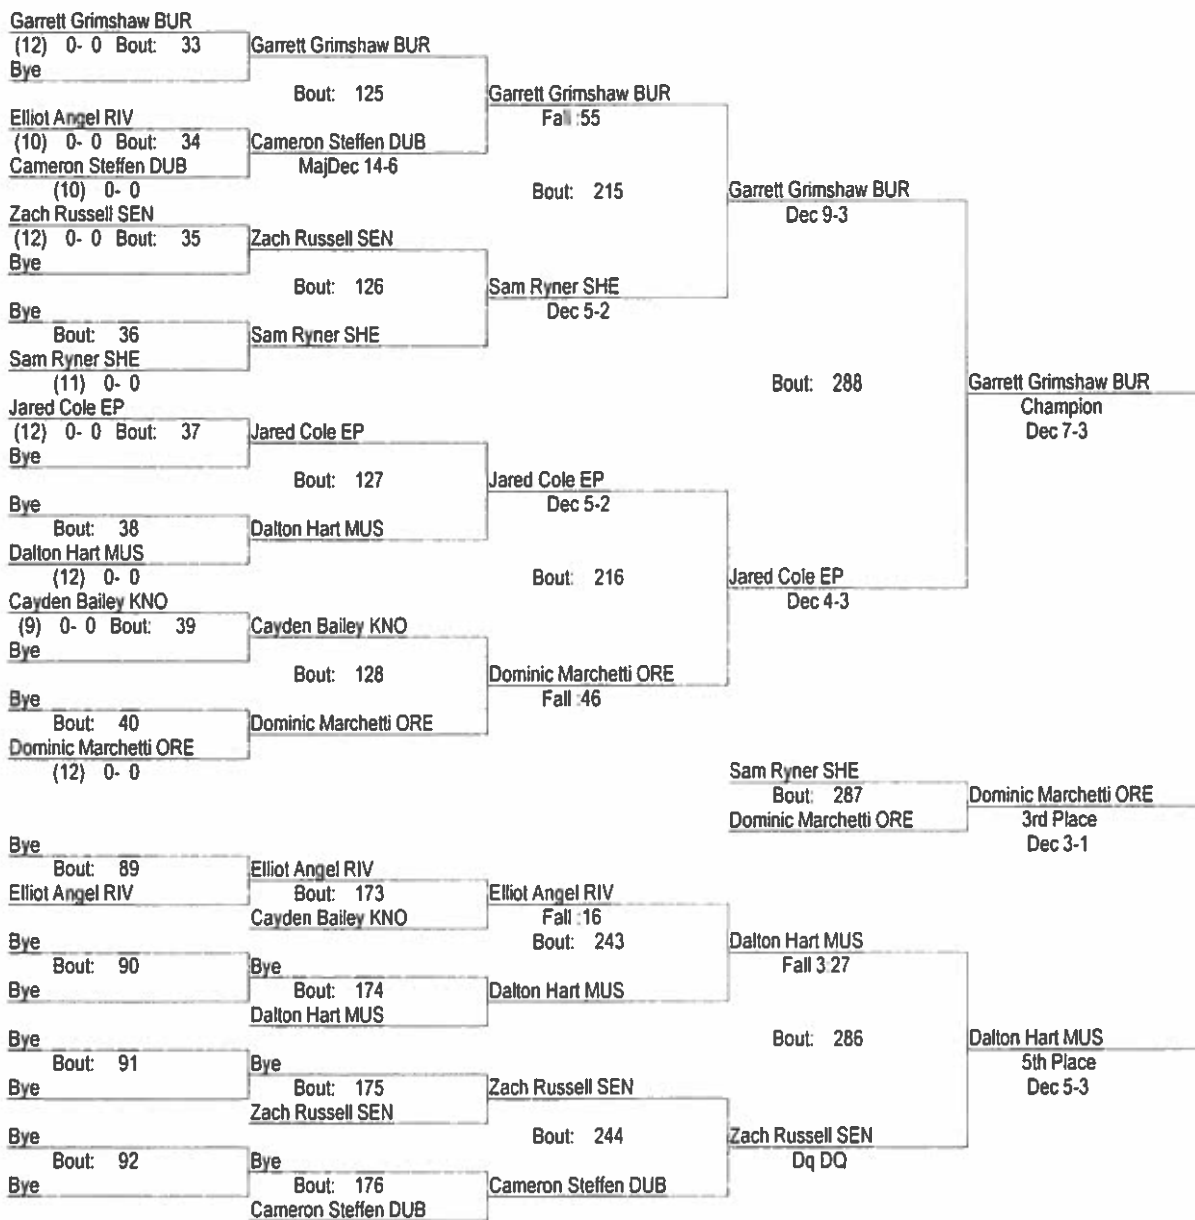 Garrett Grimshaw BUR
(12) 0- 0 Bout: 33
Bye
Garrett Grimshaw BUR
Bout: 125
Elliot Angel RIV
(10) 0- 0 Bout: 34
Cameron Steffen DUB
(10) 0- 0
Cameron Steffen DUB
MajDec 14-6
Garrett Grimshaw BUR
Fall :55
Bout: 215
Zach Russell SEN
(12) 0- 0 Bout: 35
Bye
Zach Russell SEN
Bout: 126
Bye
Bout: 36
Sam Ryner SHE
(11) 0- 0
Sam Ryner SHE
Sam Ryner SHE
Dec 5-2
Garrett Grimshaw BUR
Dec 9-3
Bout: 288
Garrett Grimshaw BUR
Champion
Dec 7-3
Jared Cole EP
(12) 0- 0 Bout: 37
Bye
Jared Cole EP
Bout: 127
Bye
Bout: 38
Dalton Hart MUS
(12) 0- 0
Dalton Hart MUS
Jared Cole EP
Dec 5-2
Bout: 216
Jared Cole EP
Dec 4-3
Cayden Bailey KNO
(9) 0- 0 Bout: 39
Bye
Cayden Bailey KNO
Bout: 128
Bye
Bout: 40
Dominic Marchetti ORE
(12) 0- 0
Dominic Marchetti ORE
Dominic Marchetti ORE
Fall :46
Sam Ryner SHE
Bout: 287
Dominic Marchetti ORE
Dominic Marchetti ORE
3rd Place
Dec 3-1
Bye
Bout: 89
Elliot Angel RIV
Elliot Angel RIV
Bout: 173
Cayden Bailey KNO
Elliot Angel RIV
Fall :16
Bout: 243
Bye
Bout: 90
Bye
Bye
Bout: 174
Dalton Hart MUS
Dalton Hart MUS
Dalton Hart MUS
Fall 3:27
Bout: 286
Dalton Hart MUS
5th Place
Dec 5-3
Bye
Bout: 91
Bye
Bye
Bout: 175
Zach Russell SEN
Zach Russell SEN
Bout: 244
Zach Russell SEN
Dq DQ
Bye
Bout: 92
Bye
Bye
Bout: 176
Cameron Steffen DUB
Cameron Steffen DUB